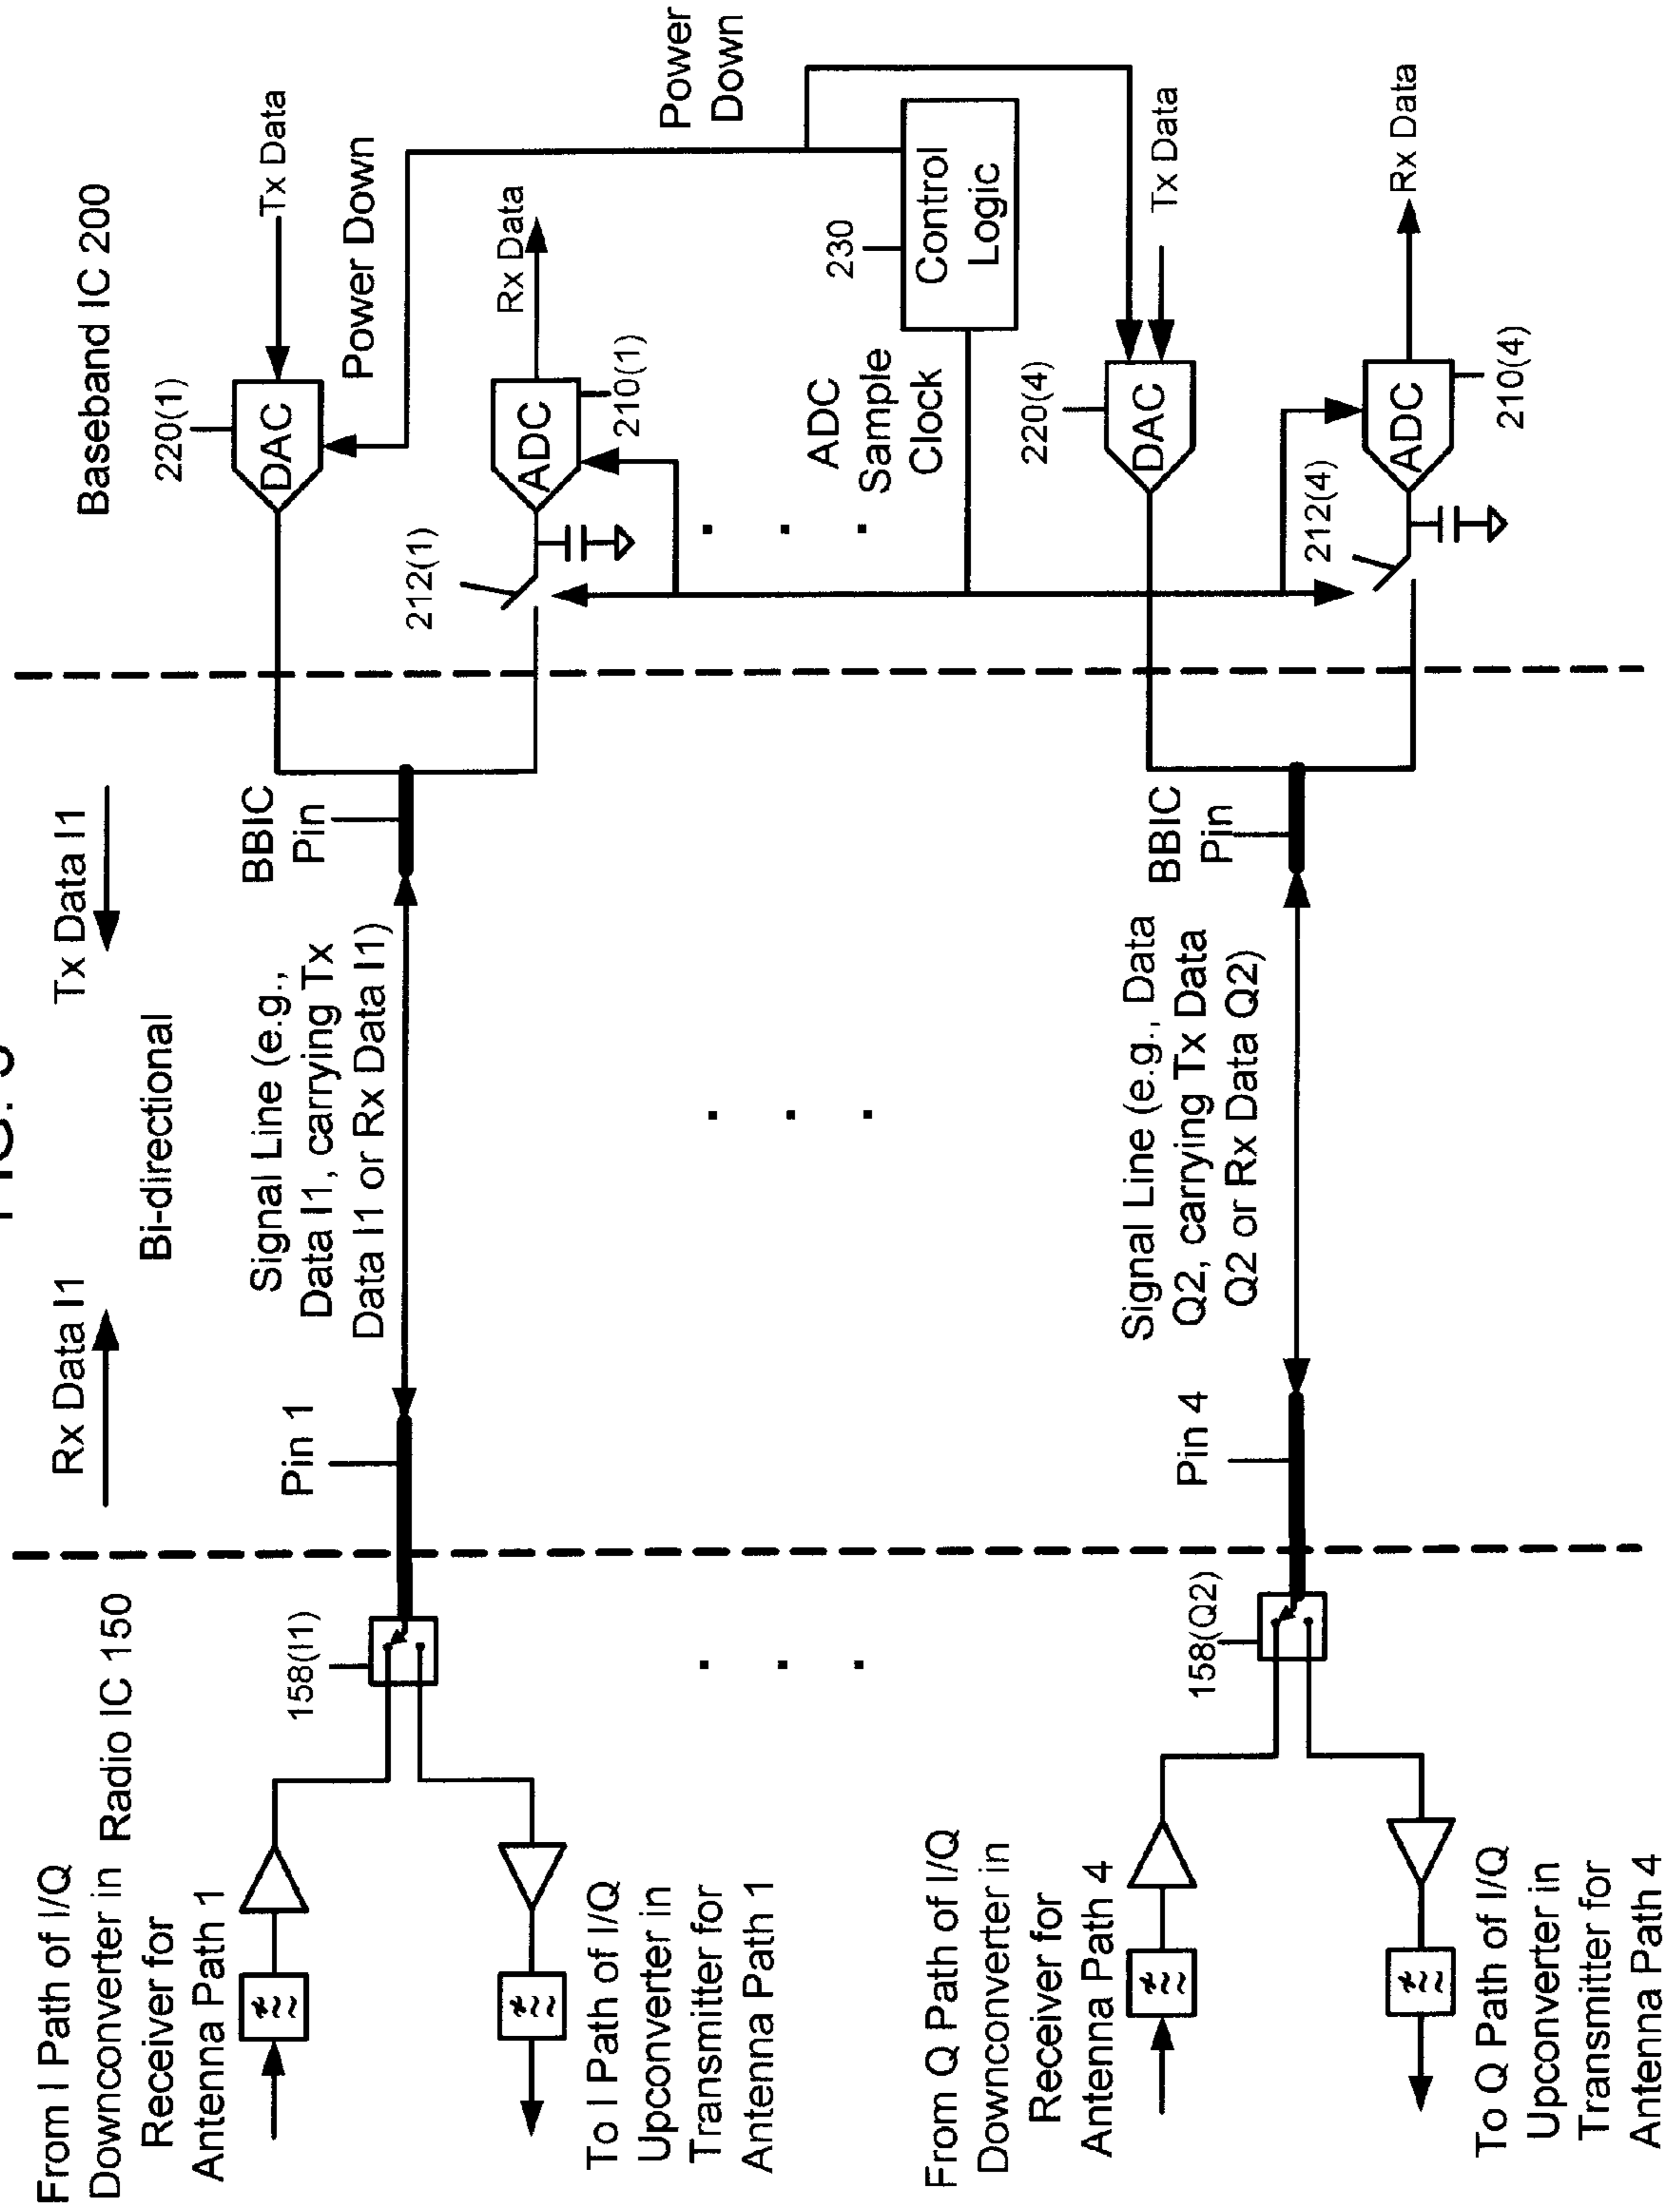 Rx Data I1
Tx Data I1
Bi-directional
Baseband IC 200
From I Path of I/Q
Downconverter in
Receiver for
Antenna Path 1
Radio IC 150
158(I1)
Pin 1
Signal Line (e.g.,
Data I1, carrying Tx
Data I1 or Rx Data I1)
BBIC
Pin
220(1)
DAC
Tx Data
Power Down
212(1)
ADC
210(1)
Rx Data
To I Path of I/Q
Upconverter in
Transmitter for
Antenna Path 1
Power
Down
230
Control
Logic
ADC
Sample
Clock
From Q Path of I/Q
Downconverter in
Receiver for
Antenna Path 4
158(Q2)
Pin 4
Signal Line (e.g., Data
Q2, carrying Tx Data
Q2 or Rx Data Q2)
BBIC
Pin
220(4)
DAC
Tx Data
212(4)
ADC
210(4)
Rx Data
To Q Path of I/Q
Upconverter in
Transmitter for
Antenna Path 4